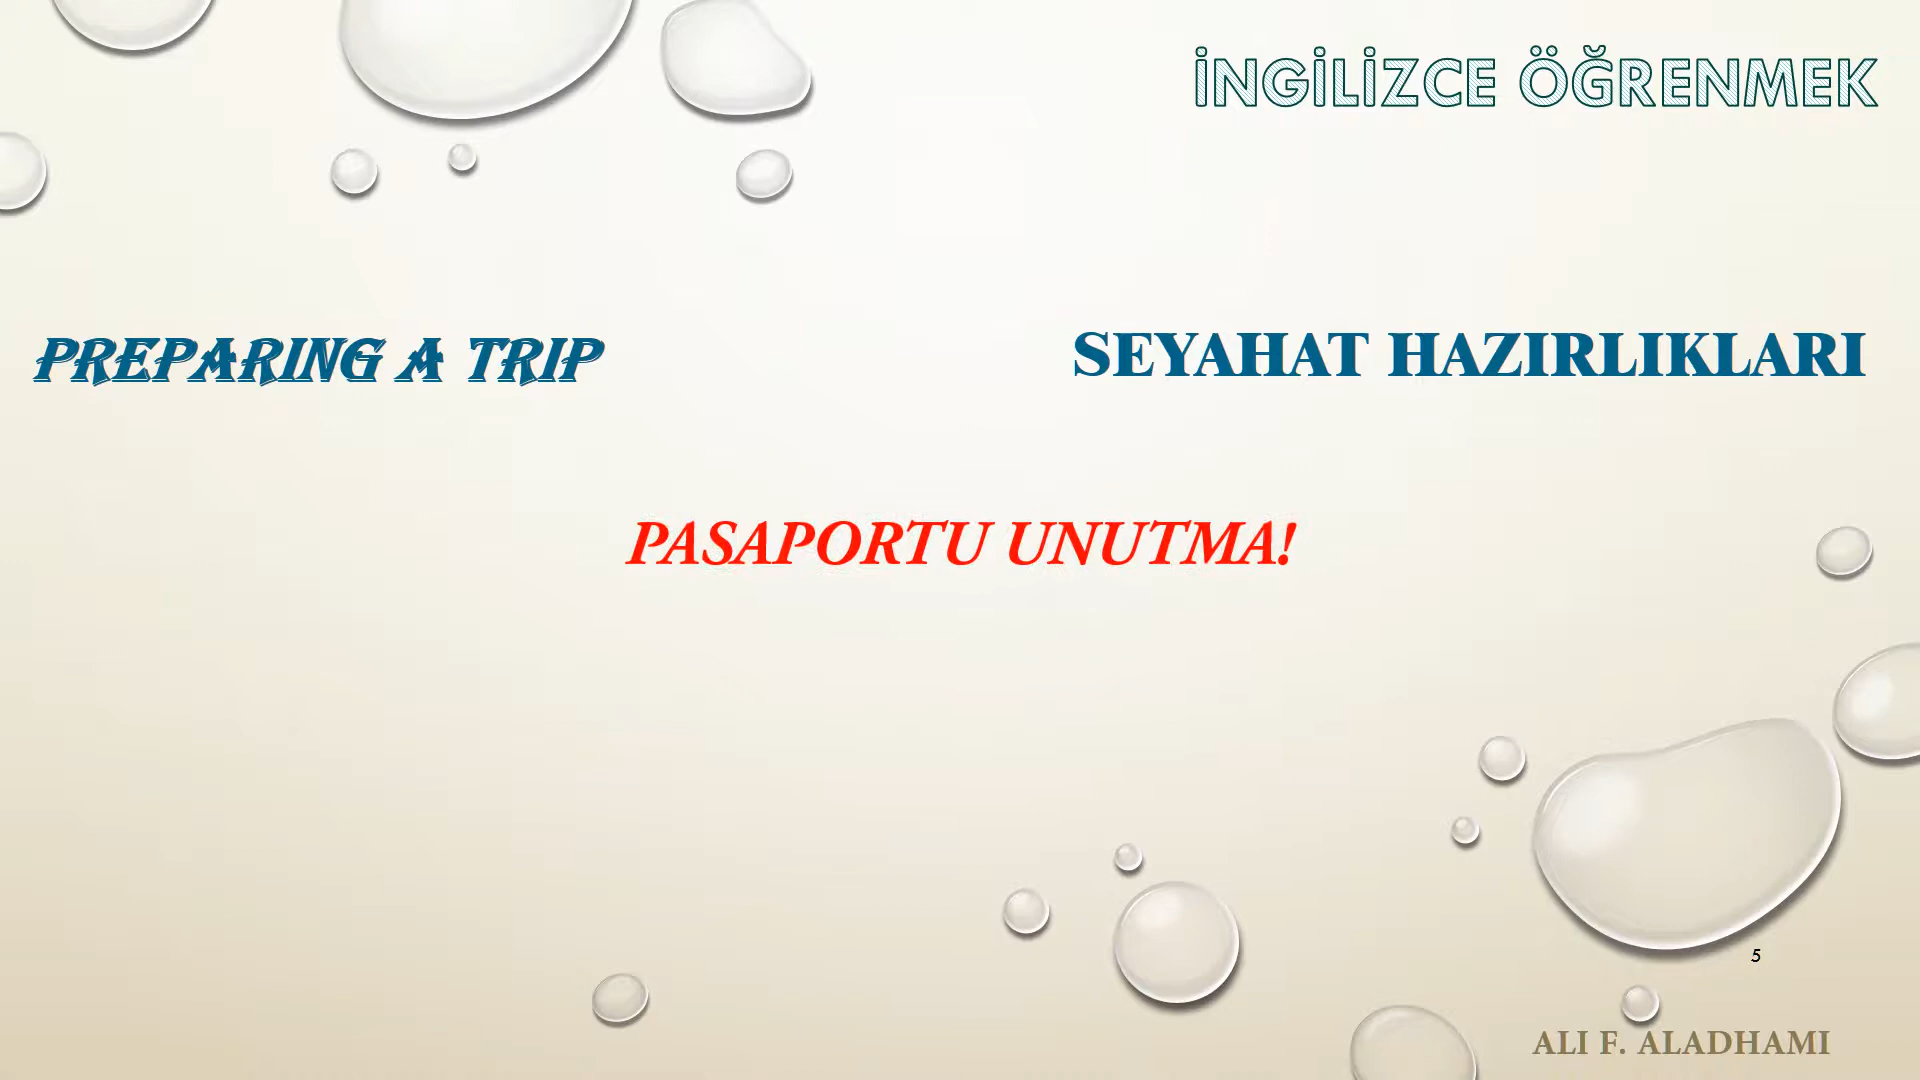 İNGİLİZCE ÖĞRENMEK
PREPARING A TRIP
SEYAHAT HAZIRLIKLARI
PASAPORTU UNUTMA!
5
ALI F. ALADHAMI